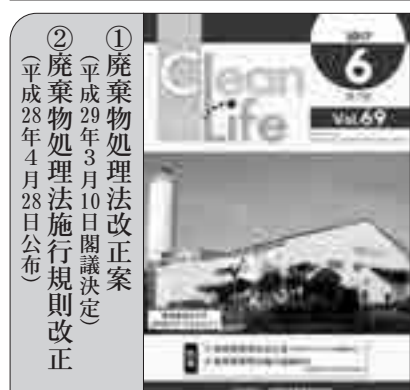 ①廃棄物処理法改正案
（平成29年３月10日閣議決定）
②廃棄物処理法施行規則改正
（平成28年４月28日公布）
2017
6
Vol.69
Clean
Life